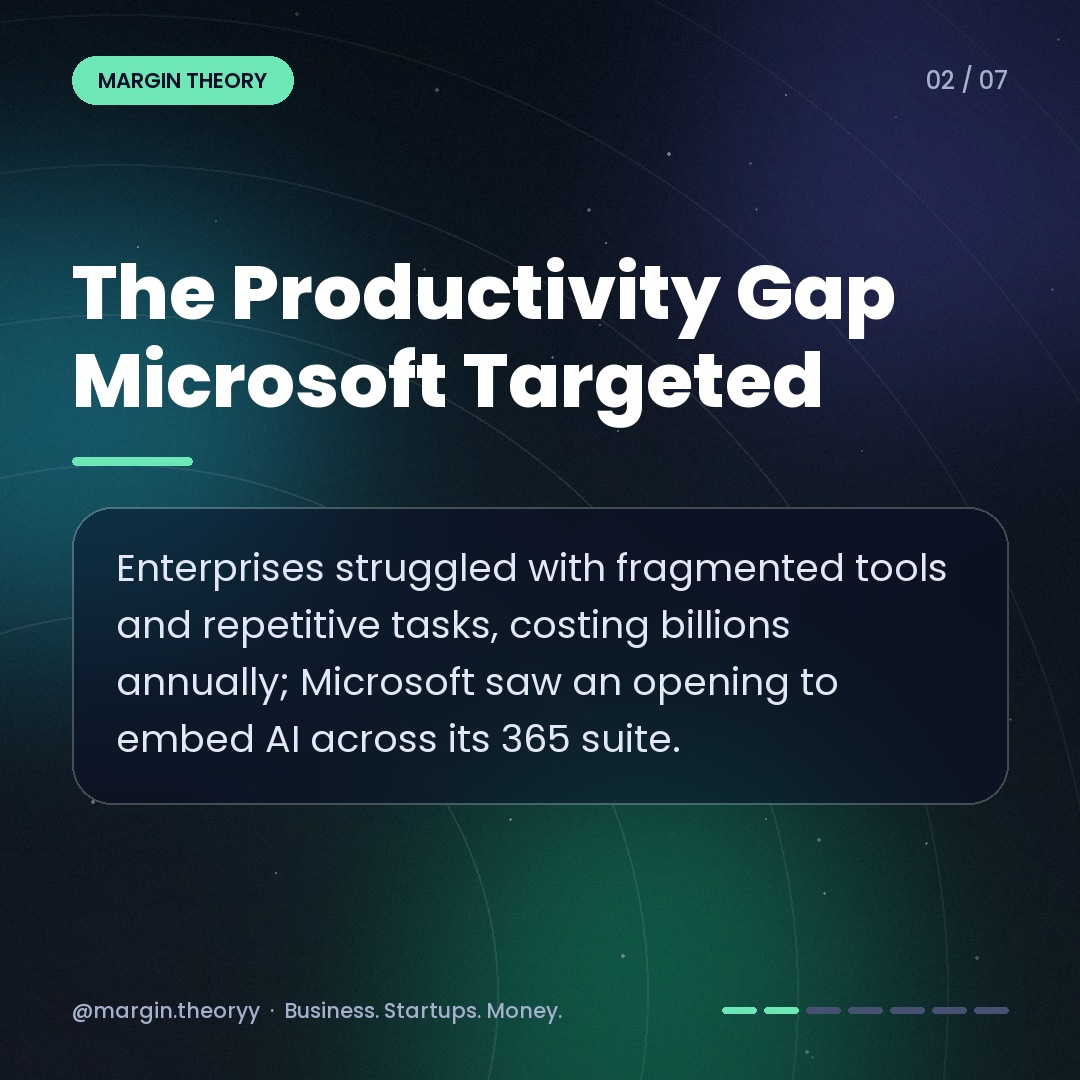 MARGIN THEORY
02 / 07
The Productivity Gap
Microsoft Targeted
Enterprises struggled with fragmented tools
and repetitive tasks, costing billions
annually; Microsoft saw an opening to
embed AI across its 365 suite.
@margin.theoryy · Business. Startups. Money.